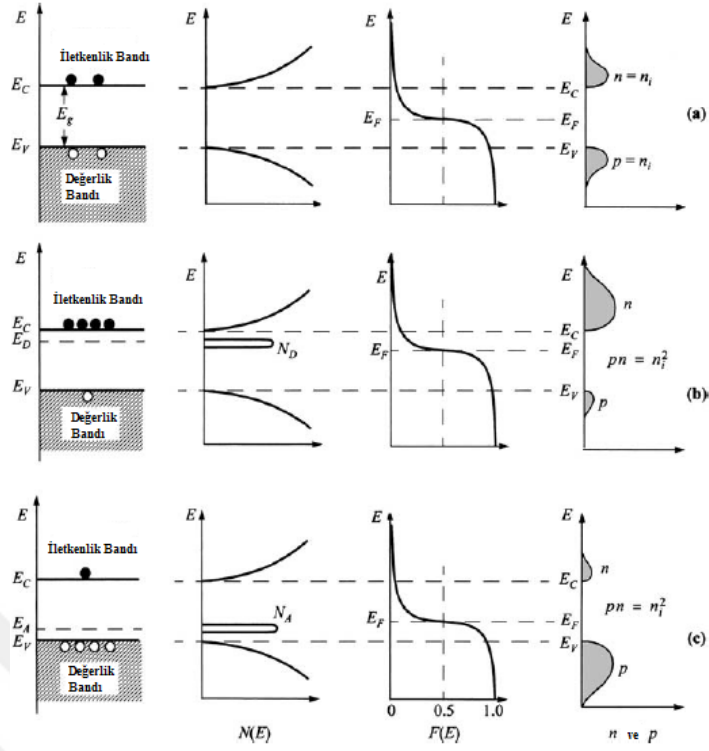 E
İletkenlik Bandı
E_C
E_g
E_V
Değerlik
Bandı
E
E
E_F
E
E_C
E_F
E_V
n = n_i
p = n_i
(a)
E
İletkenlik Bandı
E_C
E_D
E_V
Değerlik
Bandı
E
N_D
E
E_F
E
E_C
E_F
E_V
n
pn = n_i^2
p
(b)
E
İletkenlik Bandı
E_C
E_A
E_V
Değerlik
Bandı
E
N_A
E
E_F
0 0.5 1.0
E
E_C
E_F
E_V
n
pn = n_i^2
p
(c)
N(E) F(E) n ve p